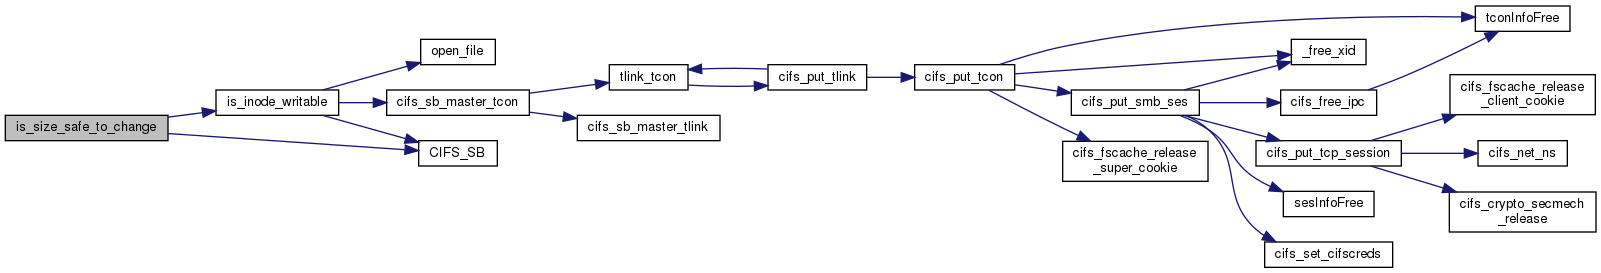 is_size_safe_to_change
is_inode_writable
open_file
cifs_sb_master_tcon
CIFS_SB
tlink_tcon
cifs_sb_master_tlink
cifs_put_tlink
cifs_put_tcon
tconInfoFree
_free_xid
cifs_put_smb_ses
cifs_fscache_release
_super_cookie
cifs_free_ipc
cifs_put_tcp_session
sesInfoFree
cifs_set_cifscreds
cifs_fscache_release
_client_cookie
cifs_net_ns
cifs_crypto_secmech
_release